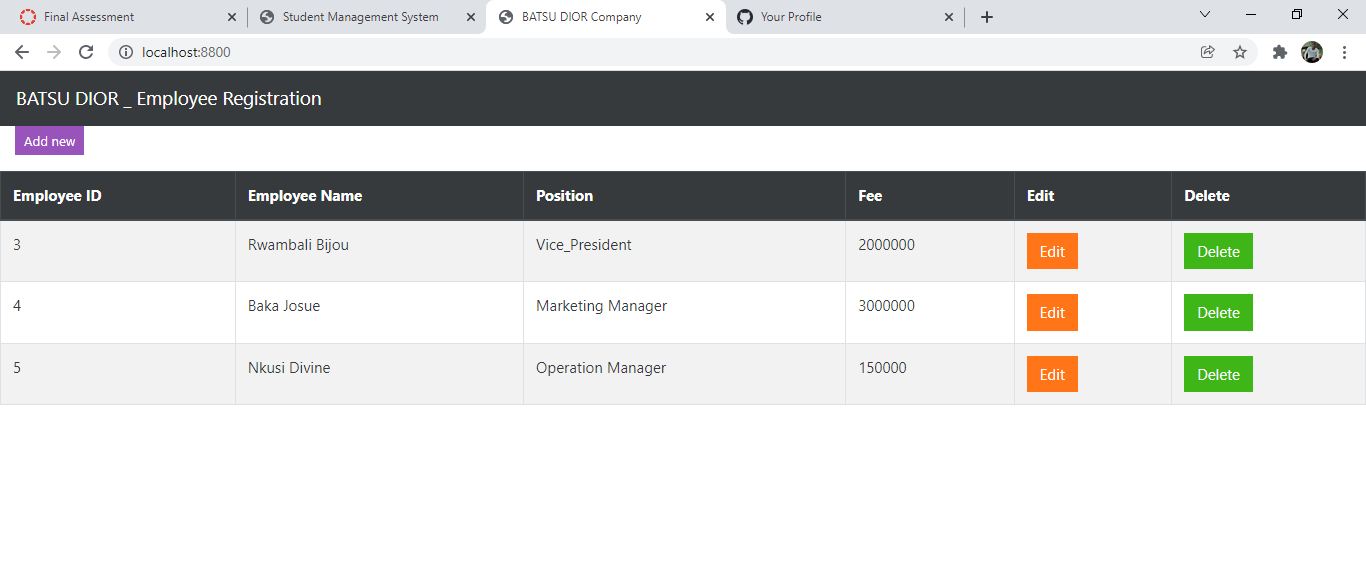 Final Assessment Student Management System BATSU DIOR Company Your Profile
localhost:8800
BATSU DIOR _ Employee Registration
Add new
Employee ID Employee Name Position Fee Edit Delete
3 Rwambali Bijou Vice_President 2000000 Edit Delete
4 Baka Josue Marketing Manager 3000000 Edit Delete
5 Nkusi Divine Operation Manager 150000 Edit Delete